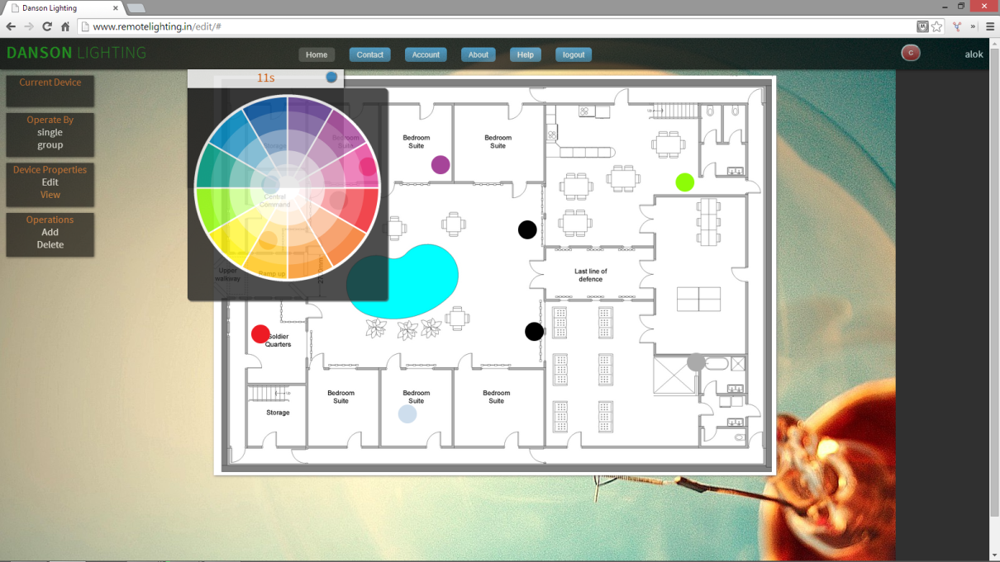 Danson Lighting
www.remotelighting.in/edit/#
DANSON LIGHTING
Home
Contact
Account
About
Help
logout
C
alok
Current Device
Operate By
single
group
Device Properties
Edit
View
Operations
Add
Delete
11s
Storage
Bedroom
Suite
Bedroom
Suite
Bedroom
Suite
Central
Command
Upper
walkway
Ramp up
Last line of
defence
Soldier
Quarters
Storage
Bedroom
Suite
Bedroom
Suite
Bedroom
Suite